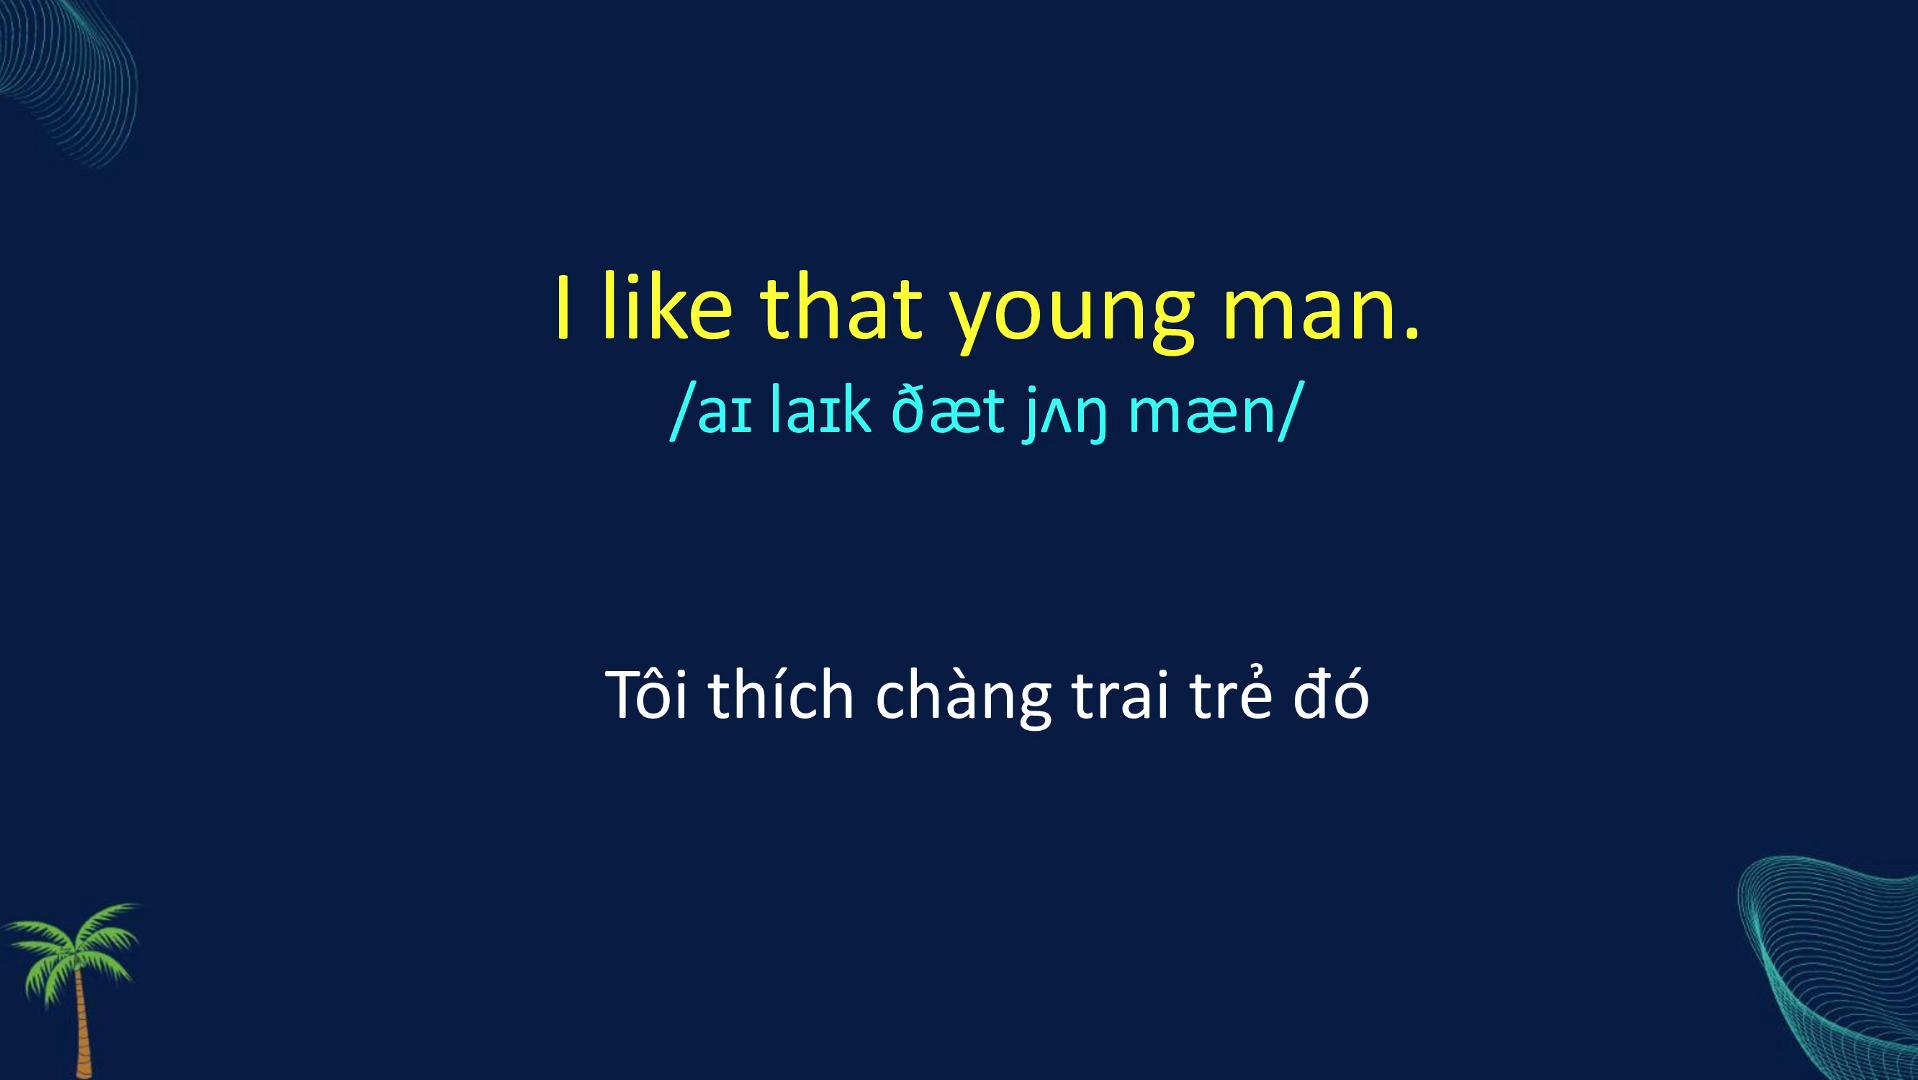 I like that young man.
/aɪ laɪk ðæt jʌŋ mæn/
Tôi thích chàng trai trẻ đó